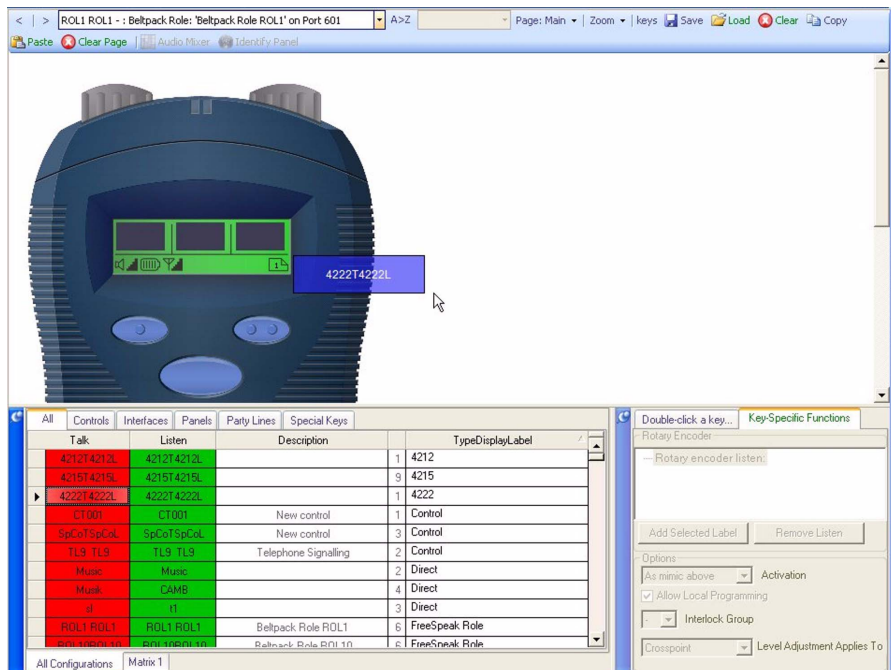 < | > ROL1 ROL1 - : Beltpack Role: 'Beltpack Role ROL1' on Port 601 A>Z Page: Main | Zoom | keys Save Load Clear Copy
Paste Clear Page | Audio Mixer Identify Panel
1
4222T4222L
All Controls Interfaces Panels Party Lines Special Keys
Talk Listen Description TypeDisplayLabel
4212T4212L 4212T4212L 1 4212
4215T4215L 4215T4215L 9 4215
4222T4222L 4222T4222L 1 4222
CT001 CT001 New control 1 Control
SpCoTSpCoL SpCoTSpCoL New control 3 Control
TL9 TL9 TL9 TL9 Telephone Signalling 2 Control
Music Music 2 Direct
Musik CAMB 4 Direct
sl t1 3 Direct
ROL1 ROL1 ROL1 ROL1 Beltpack Role ROL1 6 FreeSpeak Role
ROL10ROL10 ROL10ROL10 Beltpack Role ROL10 6 FreeSpeak Role
All Configurations Matrix 1
Double-click a key... Key-Specific Functions
Rotary Encoder
Rotary encoder listen:
Add Selected Label Remove Listen
Options
As mimic above Activation
Allow Local Programming
- Interlock Group
Crosspoint Level Adjustment Applies To